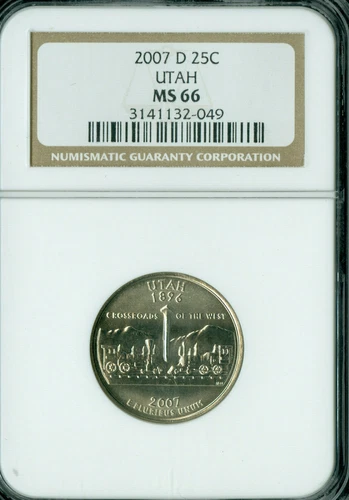 2007 D 25C
UTAH
MS 66
3141132-049
NUMISMATIC GUARANTY CORPORATION
UTAH
1896
CROSSROADS OF THE WEST
2007
E PLURIBUS UNUM